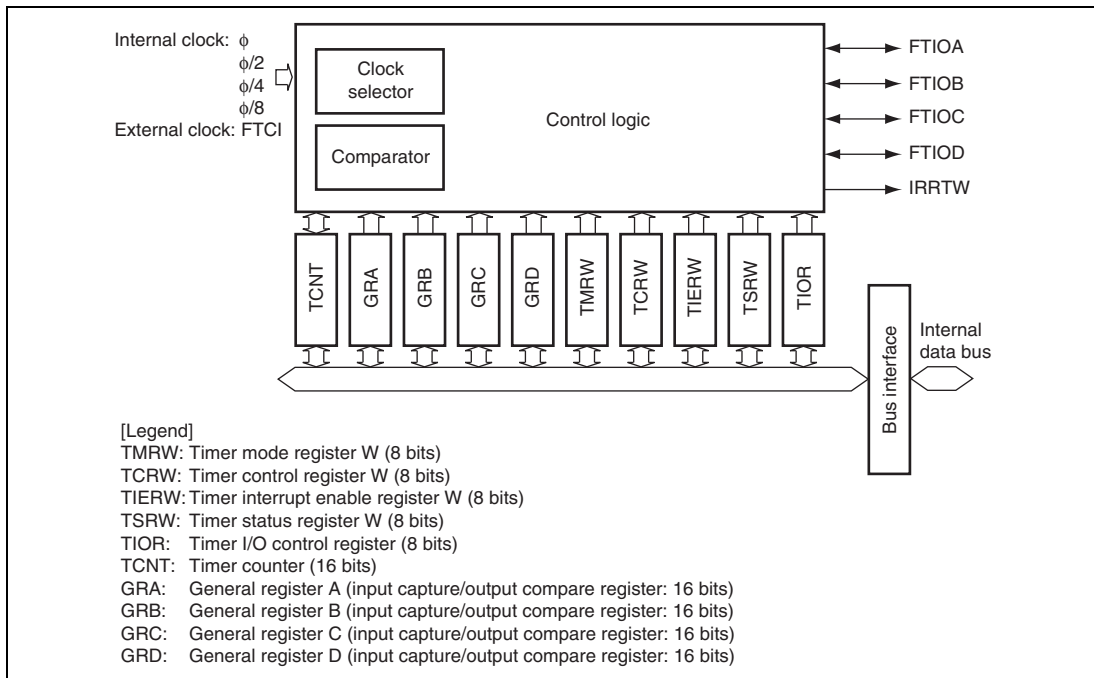 Internal clock: ϕ
ϕ/2
ϕ/4
ϕ/8
External clock: FTCI
Clock
selector
Comparator
Control logic
FTIOA
FTIOB
FTIOC
FTIOD
IRRTW
TCNT
GRA
GRB
GRC
GRD
TMRW
TCRW
TIERW
TSRW
TIOR
Bus interface
Internal
data bus
[Legend]
TMRW: Timer mode register W (8 bits)
TCRW: Timer control register W (8 bits)
TIERW: Timer interrupt enable register W (8 bits)
TSRW: Timer status register W (8 bits)
TIOR: Timer I/O control register (8 bits)
TCNT: Timer counter (16 bits)
GRA: General register A (input capture/output compare register: 16 bits)
GRB: General register B (input capture/output compare register: 16 bits)
GRC: General register C (input capture/output compare register: 16 bits)
GRD: General register D (input capture/output compare register: 16 bits)